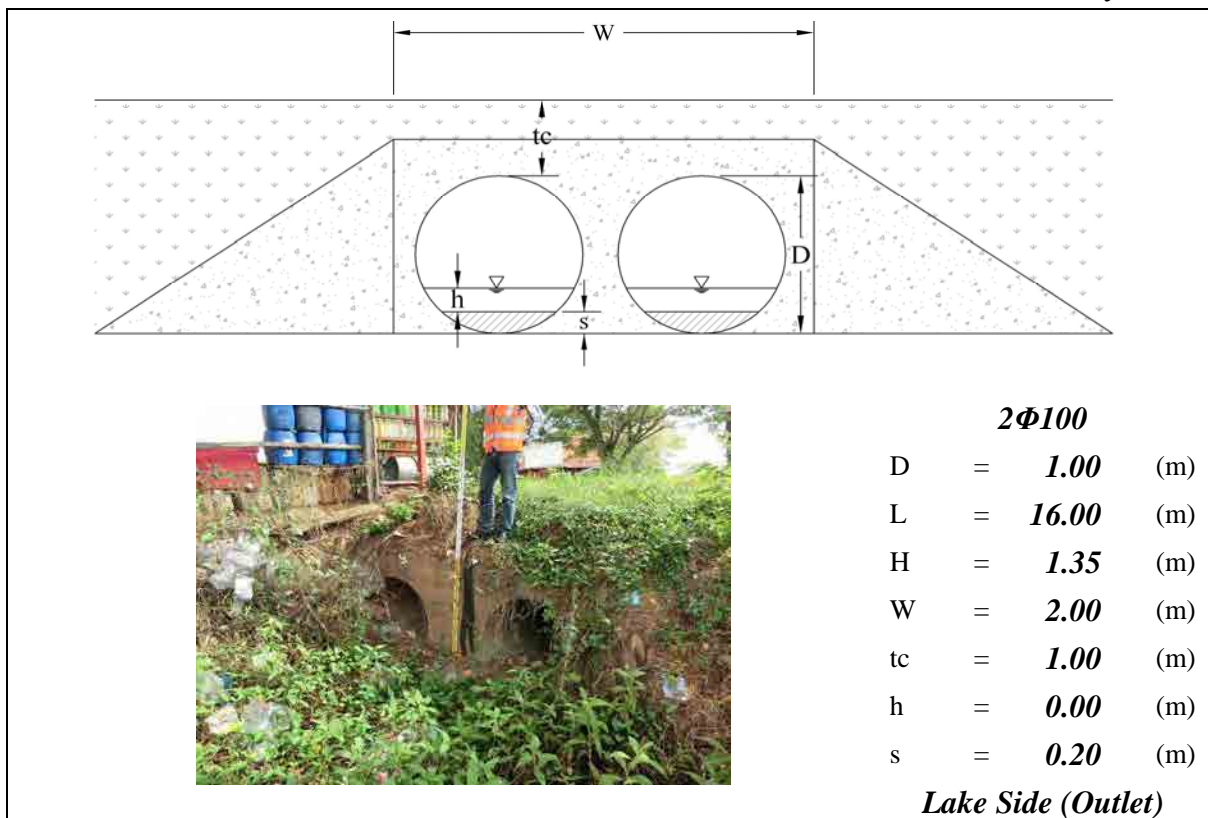 W
tc
D
h
s
2Φ100
D = 1.00 (m)
L = 16.00 (m)
H = 1.35 (m)
W = 2.00 (m)
tc = 1.00 (m)
h = 0.00 (m)
s = 0.20 (m)
Lake Side (Outlet)